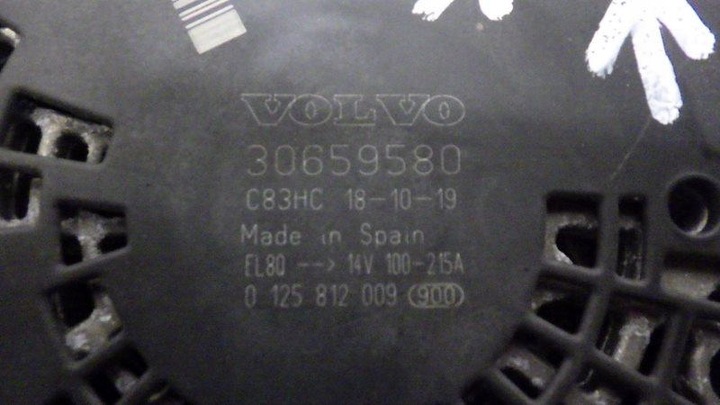 VOLVO
30659580
C83HC 18-10-19
Made in Spain
EL80 --> 14V 100-215A
0 125 812 009 900